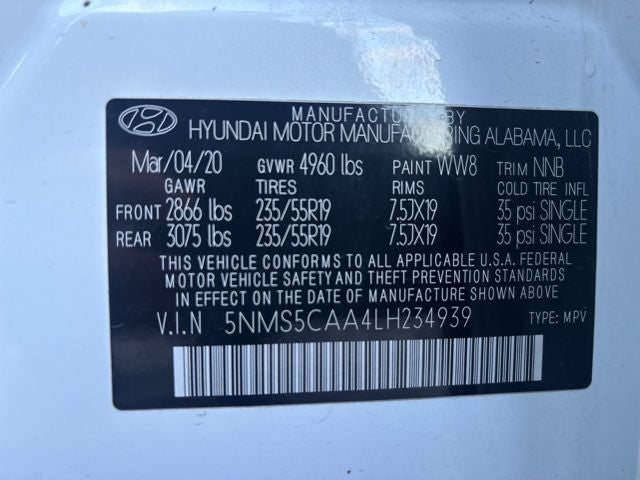 MANUFACTURED BY
HYUNDAI MOTOR MANUFACTURING ALABAMA, LLC
Mar/04/20 GVWR 4960 lbs PAINT WW8 TRIM NNB
GAWR TIRES RIMS COLD TIRE INFL
FRONT 2866 lbs 235/55R19 7.5JX19 35 psi SINGLE
REAR 3075 lbs 235/55R19 7.5JX19 35 psi SINGLE
THIS VEHICLE CONFORMS TO ALL APPLICABLE U.S.A. FEDERAL
MOTOR VEHICLE SAFETY AND THEFT PREVENTION STANDARDS
IN EFFECT ON THE DATE OF MANUFACTURE SHOWN ABOVE
V.I.N 5NMS5CAA4LH234939 TYPE: MPV